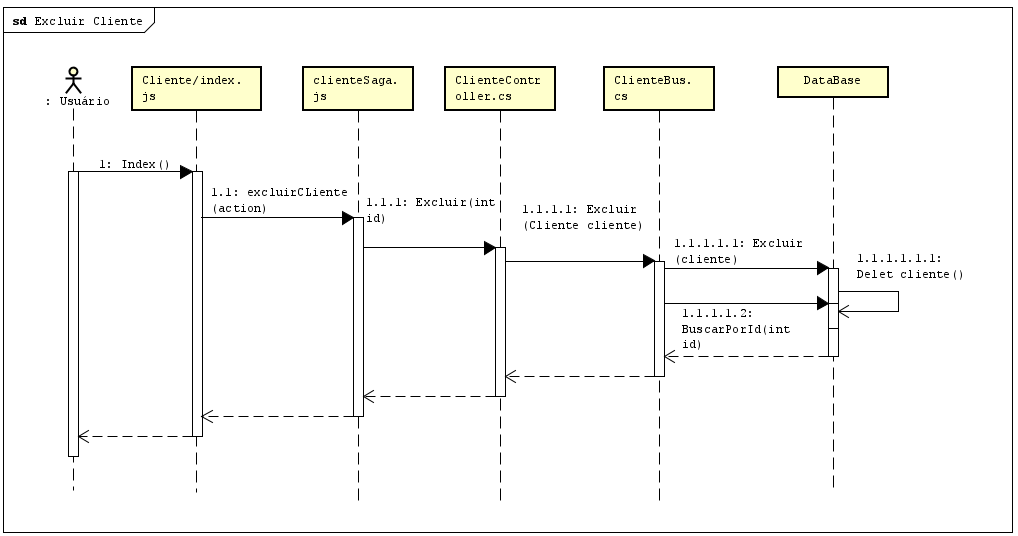 sd Excluir Cliente
: Usuário
Cliente/index.
js
clienteSaga.
js
ClienteContr
oller.cs
ClienteBus.
cs
DataBase
1: Index()
1.1: excluirCLiente
(action)
1.1.1: Excluir(int
id)
1.1.1.1: Excluir
(Cliente cliente)
1.1.1.1.1: Excluir
(cliente)
1.1.1.1.1.1:
Delet cliente()
1.1.1.1.2:
BuscarPorId(int
id)